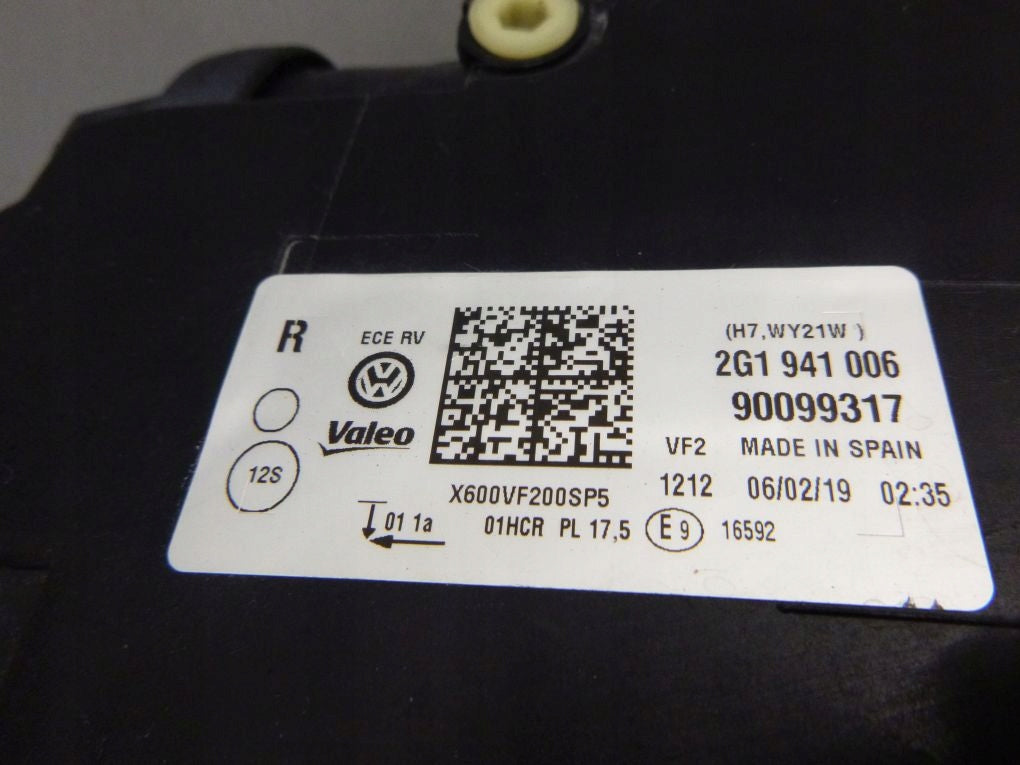 R
ECE RV
(H7,WY21W )
2G1 941 006
Valeo
90099317
12S
VF2 MADE IN SPAIN
X600VF200SP5
1212 06/02/19 02:35
01 1a
01HCR PL 17,5 E 9 16592